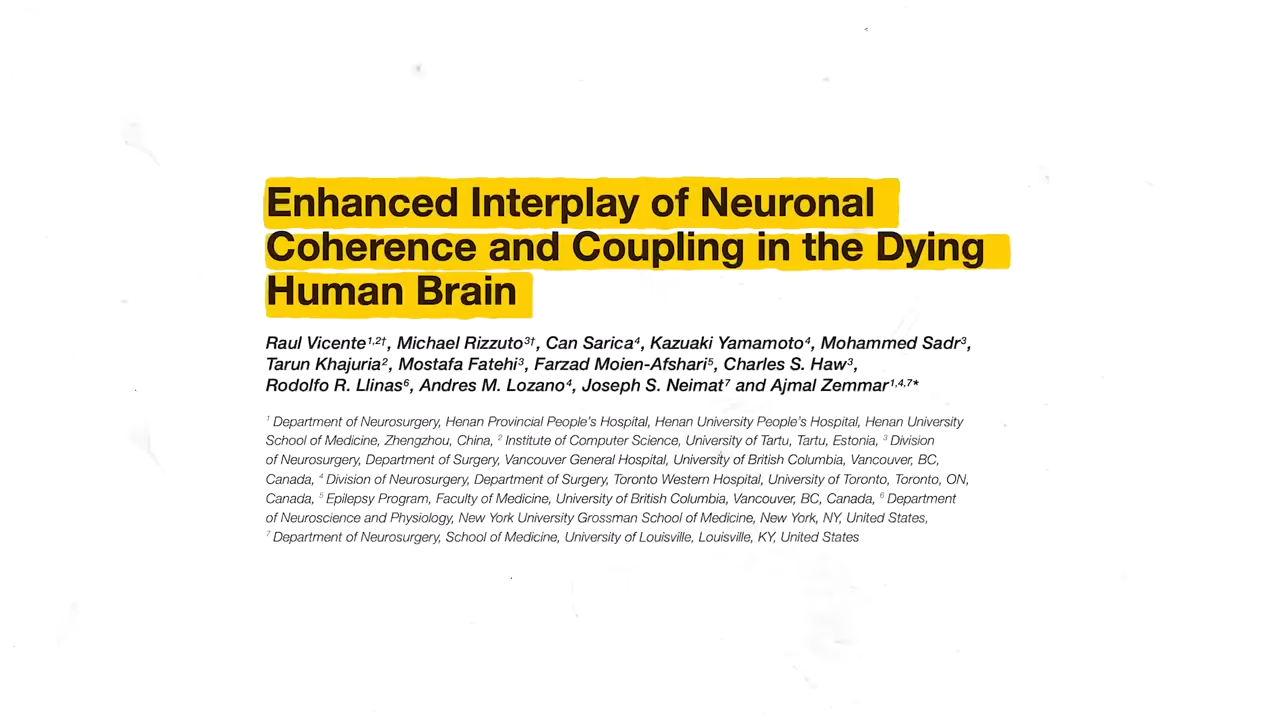 Enhanced Interplay of Neuronal
Coherence and Coupling in the Dying
Human Brain
Raul Vicente1,2†, Michael Rizzuto3†, Can Sarica4, Kazuaki Yamamoto4, Mohammed Sadr3,
Tarun Khajuria2, Mostafa Fatehi3, Farzad Moien-Afshari5, Charles S. Haw3,
Rodolfo R. Llinas6, Andres M. Lozano4, Joseph S. Neimat7 and Ajmal Zemmar1,4,7*
1 Department of Neurosurgery, Henan Provincial People's Hospital, Henan University People's Hospital, Henan University
School of Medicine, Zhengzhou, China, 2 Institute of Computer Science, University of Tartu, Tartu, Estonia, 3 Division
of Neurosurgery, Department of Surgery, Vancouver General Hospital, University of British Columbia, Vancouver, BC,
Canada, 4 Division of Neurosurgery, Department of Surgery, Toronto Western Hospital, University of Toronto, Toronto, ON,
Canada, 5 Epilepsy Program, Faculty of Medicine, University of British Columbia, Vancouver, BC, Canada, 6 Department
of Neuroscience and Physiology, New York University Grossman School of Medicine, New York, NY, United States,
7 Department of Neurosurgery, School of Medicine, University of Louisville, Louisville, KY, United States